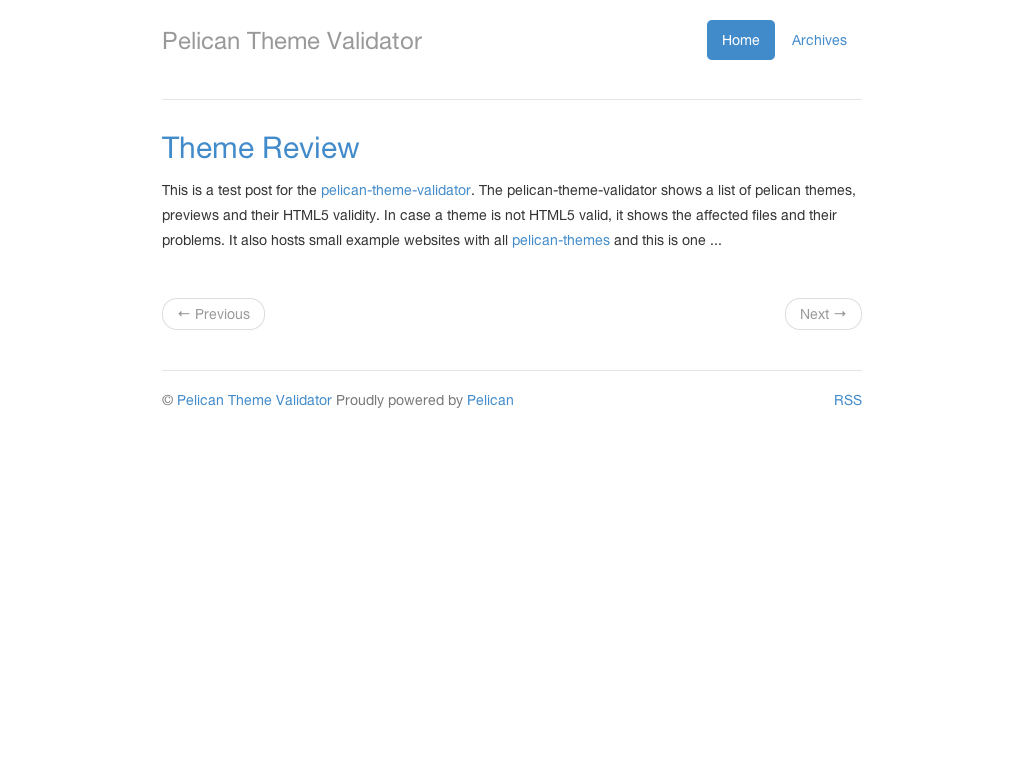 Pelican Theme Validator
Home
Archives
Theme Review
This is a test post for the pelican-theme-validator. The pelican-theme-validator shows a list of pelican themes,
previews and their HTML5 validity. In case a theme is not HTML5 valid, it shows the affected files and their
problems. It also hosts small example websites with all pelican-themes and this is one ...
← Previous
Next →
© Pelican Theme Validator Proudly powered by Pelican
RSS